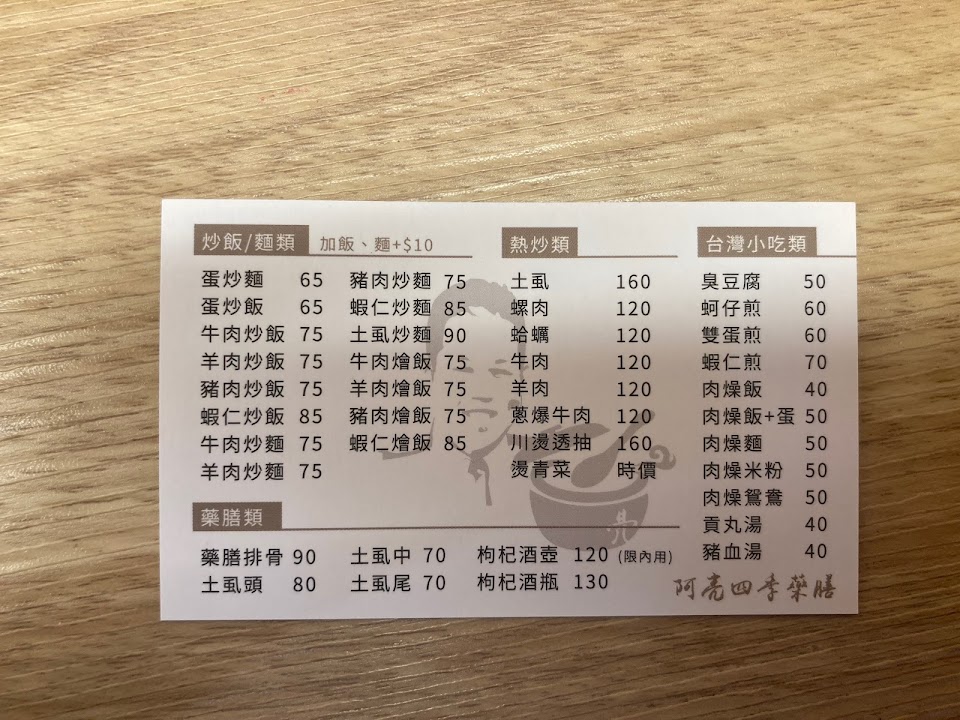 炒飯/麵類 加飯、麵+$10
蛋炒麵 65
蛋炒飯 65
牛肉炒飯 75
羊肉炒飯 75
豬肉炒飯 75
蝦仁炒飯 85
牛肉炒麵 75
羊肉炒麵 75
豬肉炒麵 75
蝦仁炒麵 85
土虱炒麵 90
牛肉燴飯 75
羊肉燴飯 75
豬肉燴飯 75
蝦仁燴飯 85
熱炒類
土虱 160
螺肉 120
蛤蠣 120
牛肉 120
羊肉 120
蔥爆牛肉 120
川燙透抽 160
燙青菜 時價
台灣小吃類
臭豆腐 50
蚵仔煎 60
雙蛋煎 60
蝦仁煎 70
肉燥飯 40
肉燥飯+蛋 50
肉燥麵 50
肉燥米粉 50
肉燥鴛鴦 50
貢丸湯 40
豬血湯 40
藥膳類
藥膳排骨 90
土虱頭 80
土虱中 70
土虱尾 70
枸杞酒壺 120 (限內用)
枸杞酒瓶 130
亮
阿亮四季藥膳